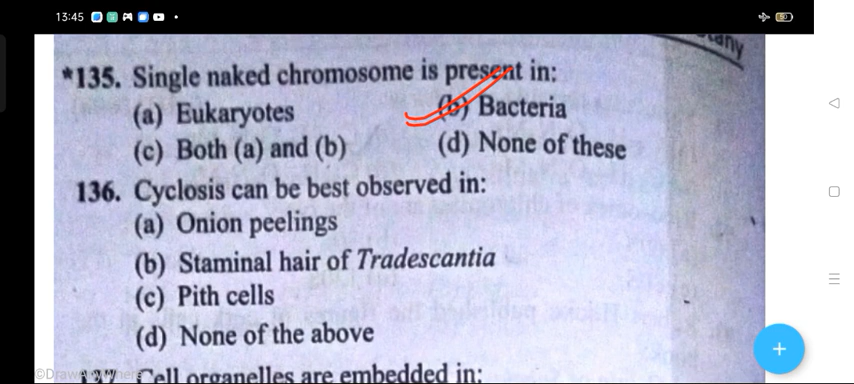 13:45
tany
*135. Single naked chromosome is present in:
(a) Eukaryotes (b) Bacteria
(c) Both (a) and (b) (d) None of these
136. Cyclosis can be best observed in:
(a) Onion peelings
(b) Staminal hair of Tradescantia
(c) Pith cells
(d) None of the above
Cell organelles are embedded in: